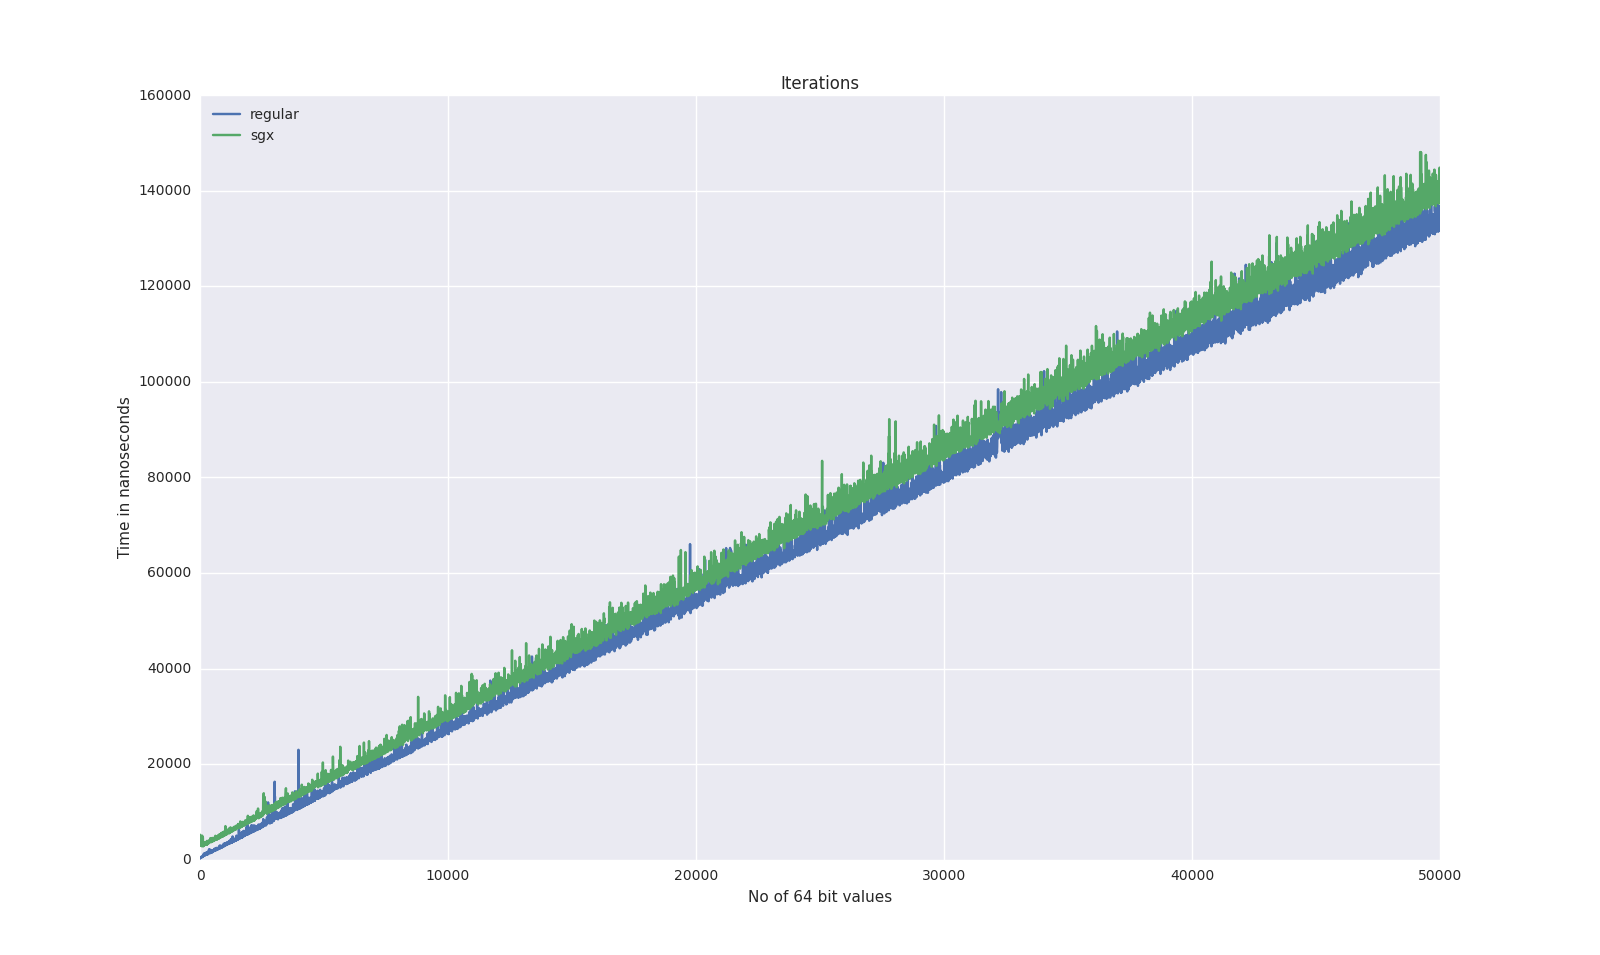 Iterations
160000
regular
sgx
140000
120000
100000
80000
60000
40000
20000
0
Time in nanoseconds
0 10000 20000 30000 40000 50000
No of 64 bit values